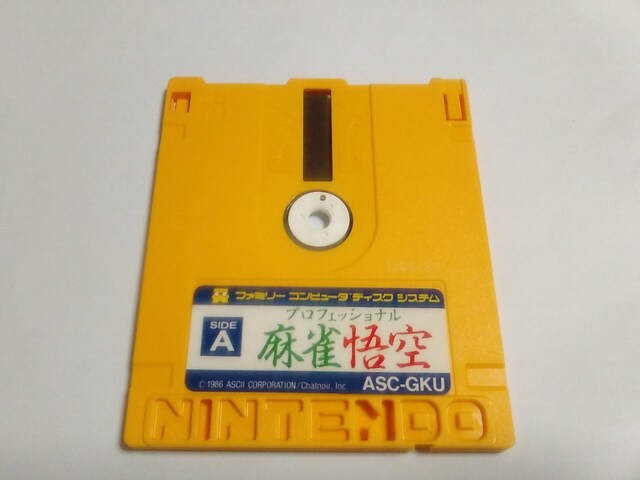 ファミリー コンピュータ ディスク システム
SIDE
A
プロフェッショナル
麻雀悟空
© 1986 ASCII CORPORATION/Chatnoir, Inc
ASC-GKU
NINTENDO